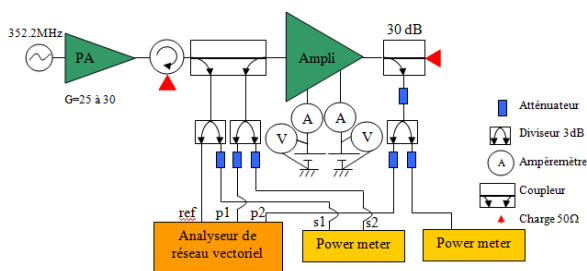 352.2MHz
PA
G=25 à 30
Ampli
30 dB
A
A
V
V
ref
p1
p2
s1
s2
Analyseur de
réseau vectoriel
Power meter
Power meter
Atténuateur
Diviseur 3dB
A
Ampèremètre
Coupleur
Charge 50Ω